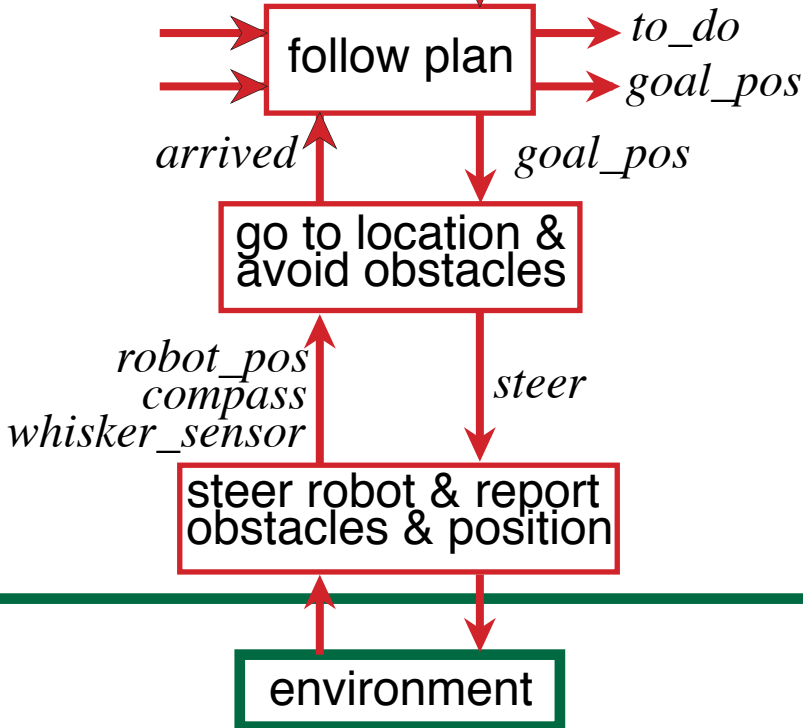 follow plan
to_do
goal_pos
arrived
goal_pos
go to location &
avoid obstacles
robot_pos
compass
whisker_sensor
steer
steer robot & report
obstacles & position
environment